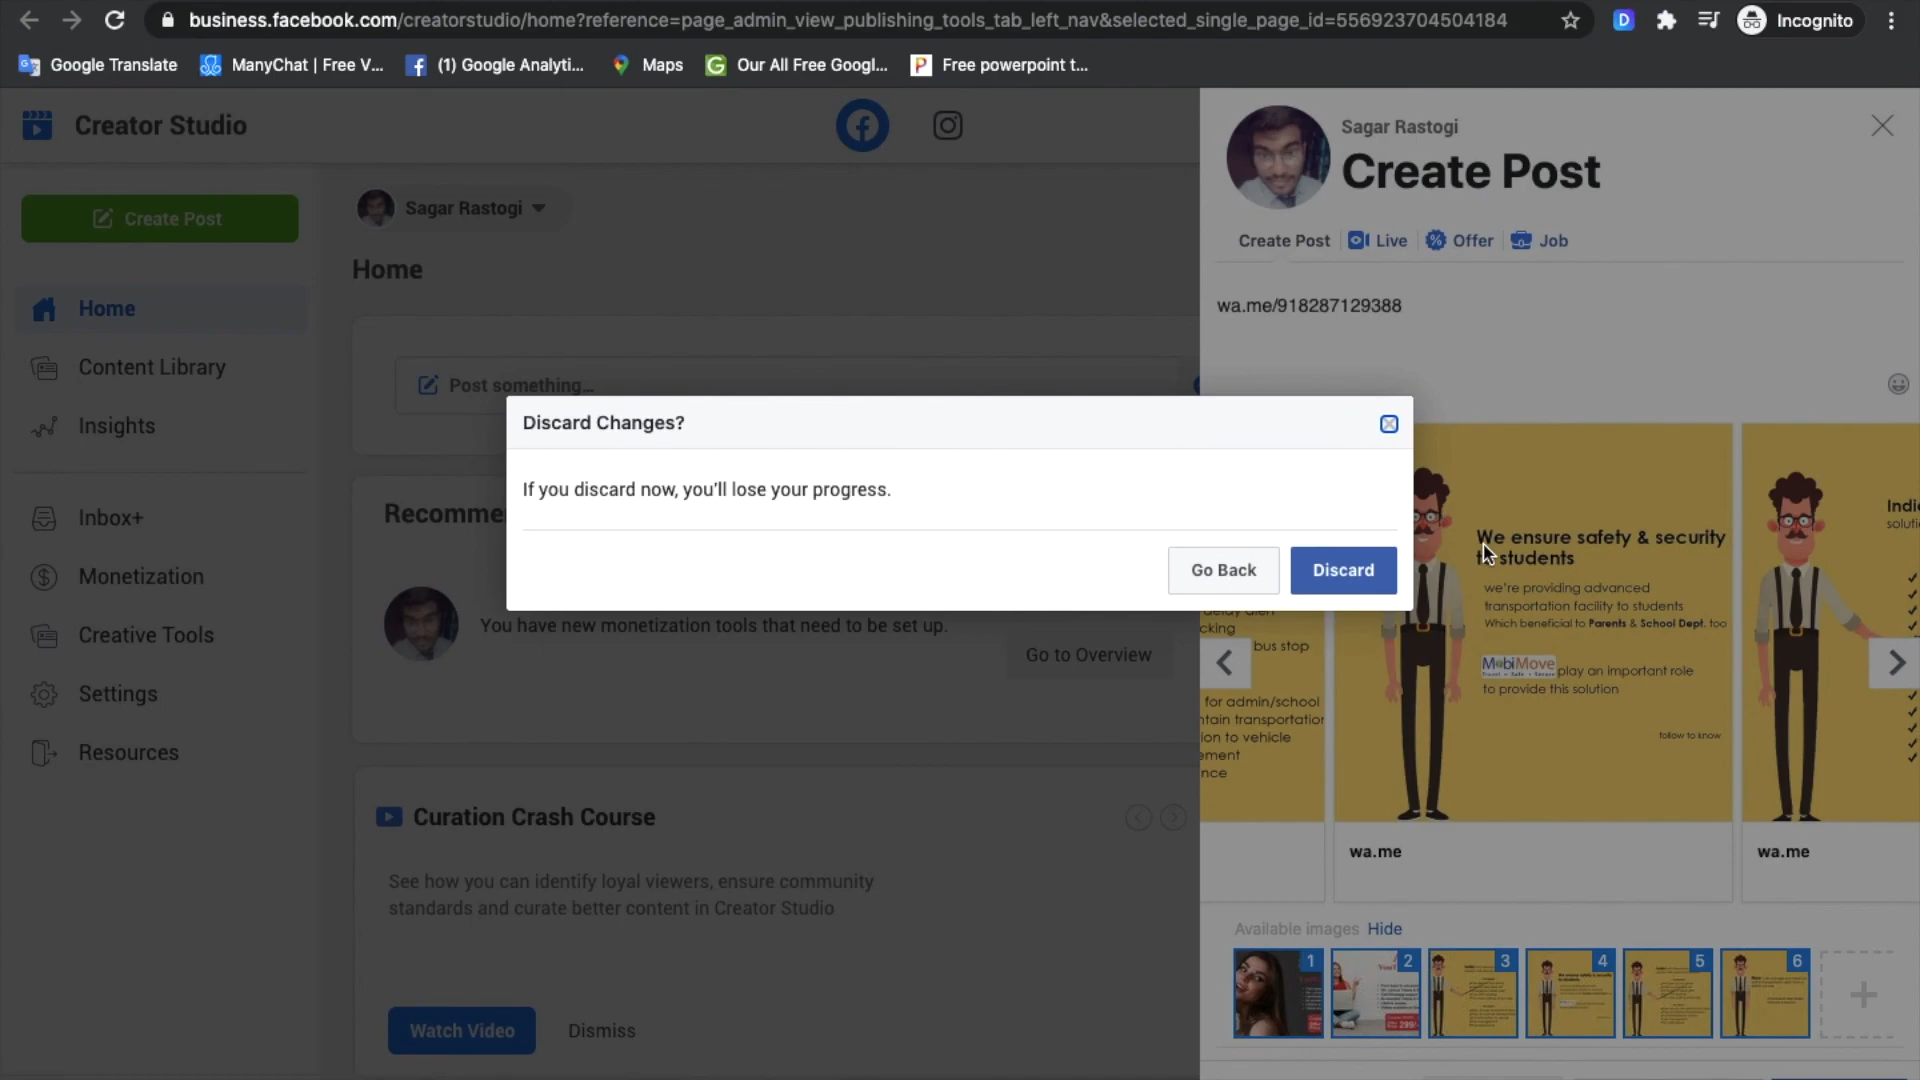 business.facebook.com/creatorstudio/home?reference=page_admin_view_publishing_tools_tab_left_nav&selected_single_page_id=556923704504184
Incognito
Google Translate
ManyChat | Free V...
(1) Google Analyti...
Maps
Our All Free Googl...
Free powerpoint t...
Creator Studio
Create Post
Home
Content Library
Insights
Inbox+
Monetization
Creative Tools
Settings
Resources
Sagar Rastogi
Home
Post something...
Recomme
You have new monetization tools that need to be set up.
Go to Overview
Curation Crash Course
See how you can identify loyal viewers, ensure community
standards and curate better content in Creator Studio
Watch Video
Dismiss
Discard Changes?
If you discard now, you'll lose your progress.
Go Back
Discard
Sagar Rastogi
Create Post
Create Post
Live
Offer
Job
wa.me/918287129388
cking
bus stop
for admin/school
ntain transportation
ion to vehicle
ement
nce
We ensure safety & security
students
we're providing advanced
transportation facility to students
Which beneficial to Parents & School Dept. too
MobiMove play an important role
to provide this solution
follow to know
Indi
soluti
wa.me
wa.me
Available images Hide
1
2
3
4
5
6